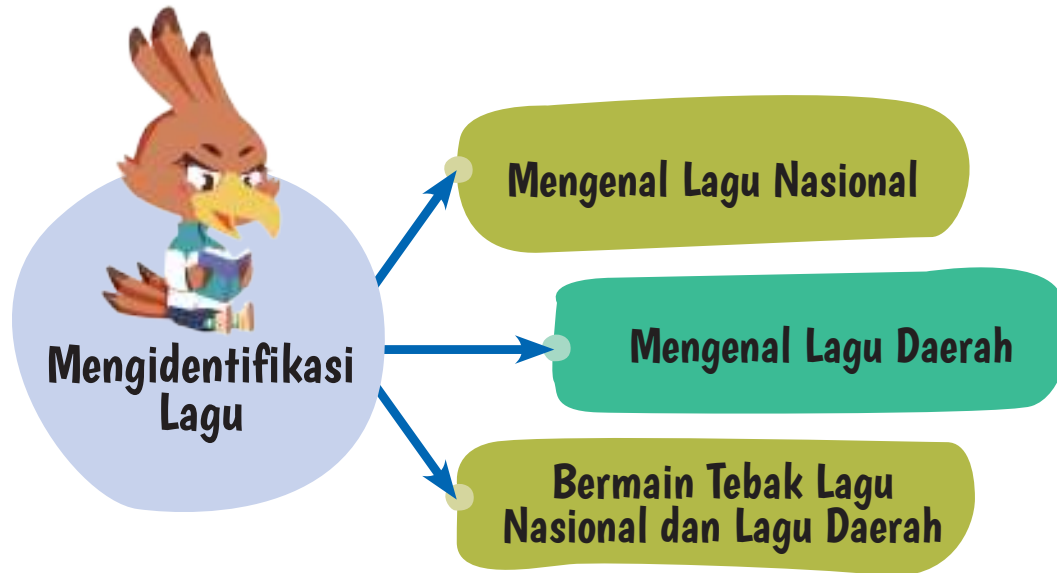 Mengidentifikasi
Lagu
Mengenal Lagu Nasional
Mengenal Lagu Daerah
Bermain Tebak Lagu
Nasional dan Lagu Daerah